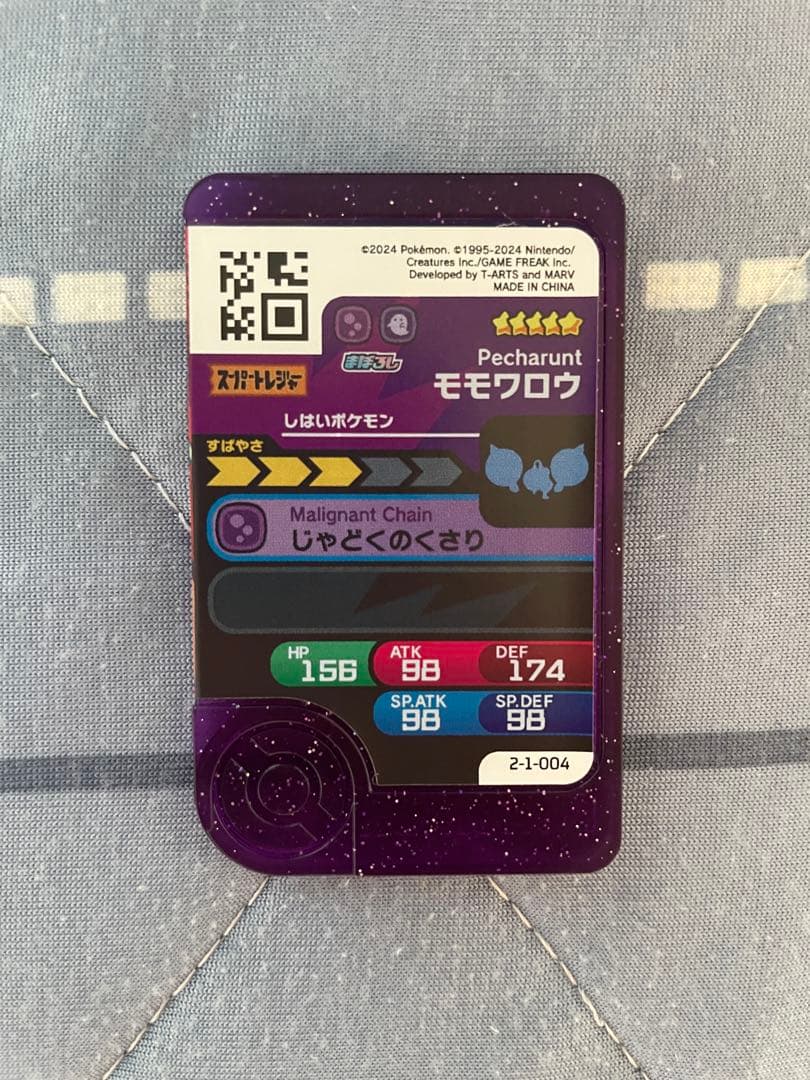 ©2024 Pokémon. ©1995-2024 Nintendo/
Creatures Inc./GAME FREAK Inc.
Developed by T-ARTS and MARV
MADE IN CHINA
まぼろし
スーパートレジャー
Pecharunt
モモワロウ
しはいポケモン
すばやさ
Malignant Chain
じゃどくのくさり
HP
156
ATK
98
DEF
174
SP.ATK
98
SP.DEF
98
2-1-004